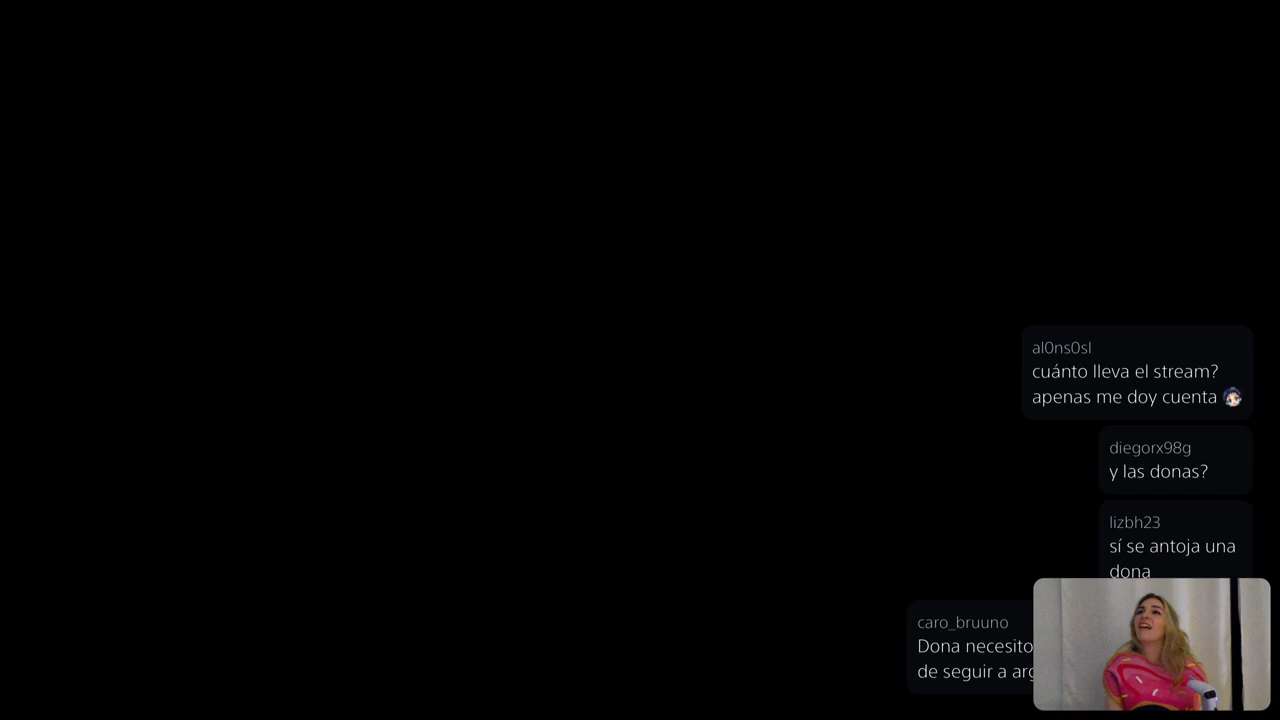 al0ns0sl
cuánto lleva el stream?
apenas me doy cuenta
diegorx98g
y las donas?
lizbh23
sí se antoja una
dona
caro_bruuno
Dona necesito
de seguir a